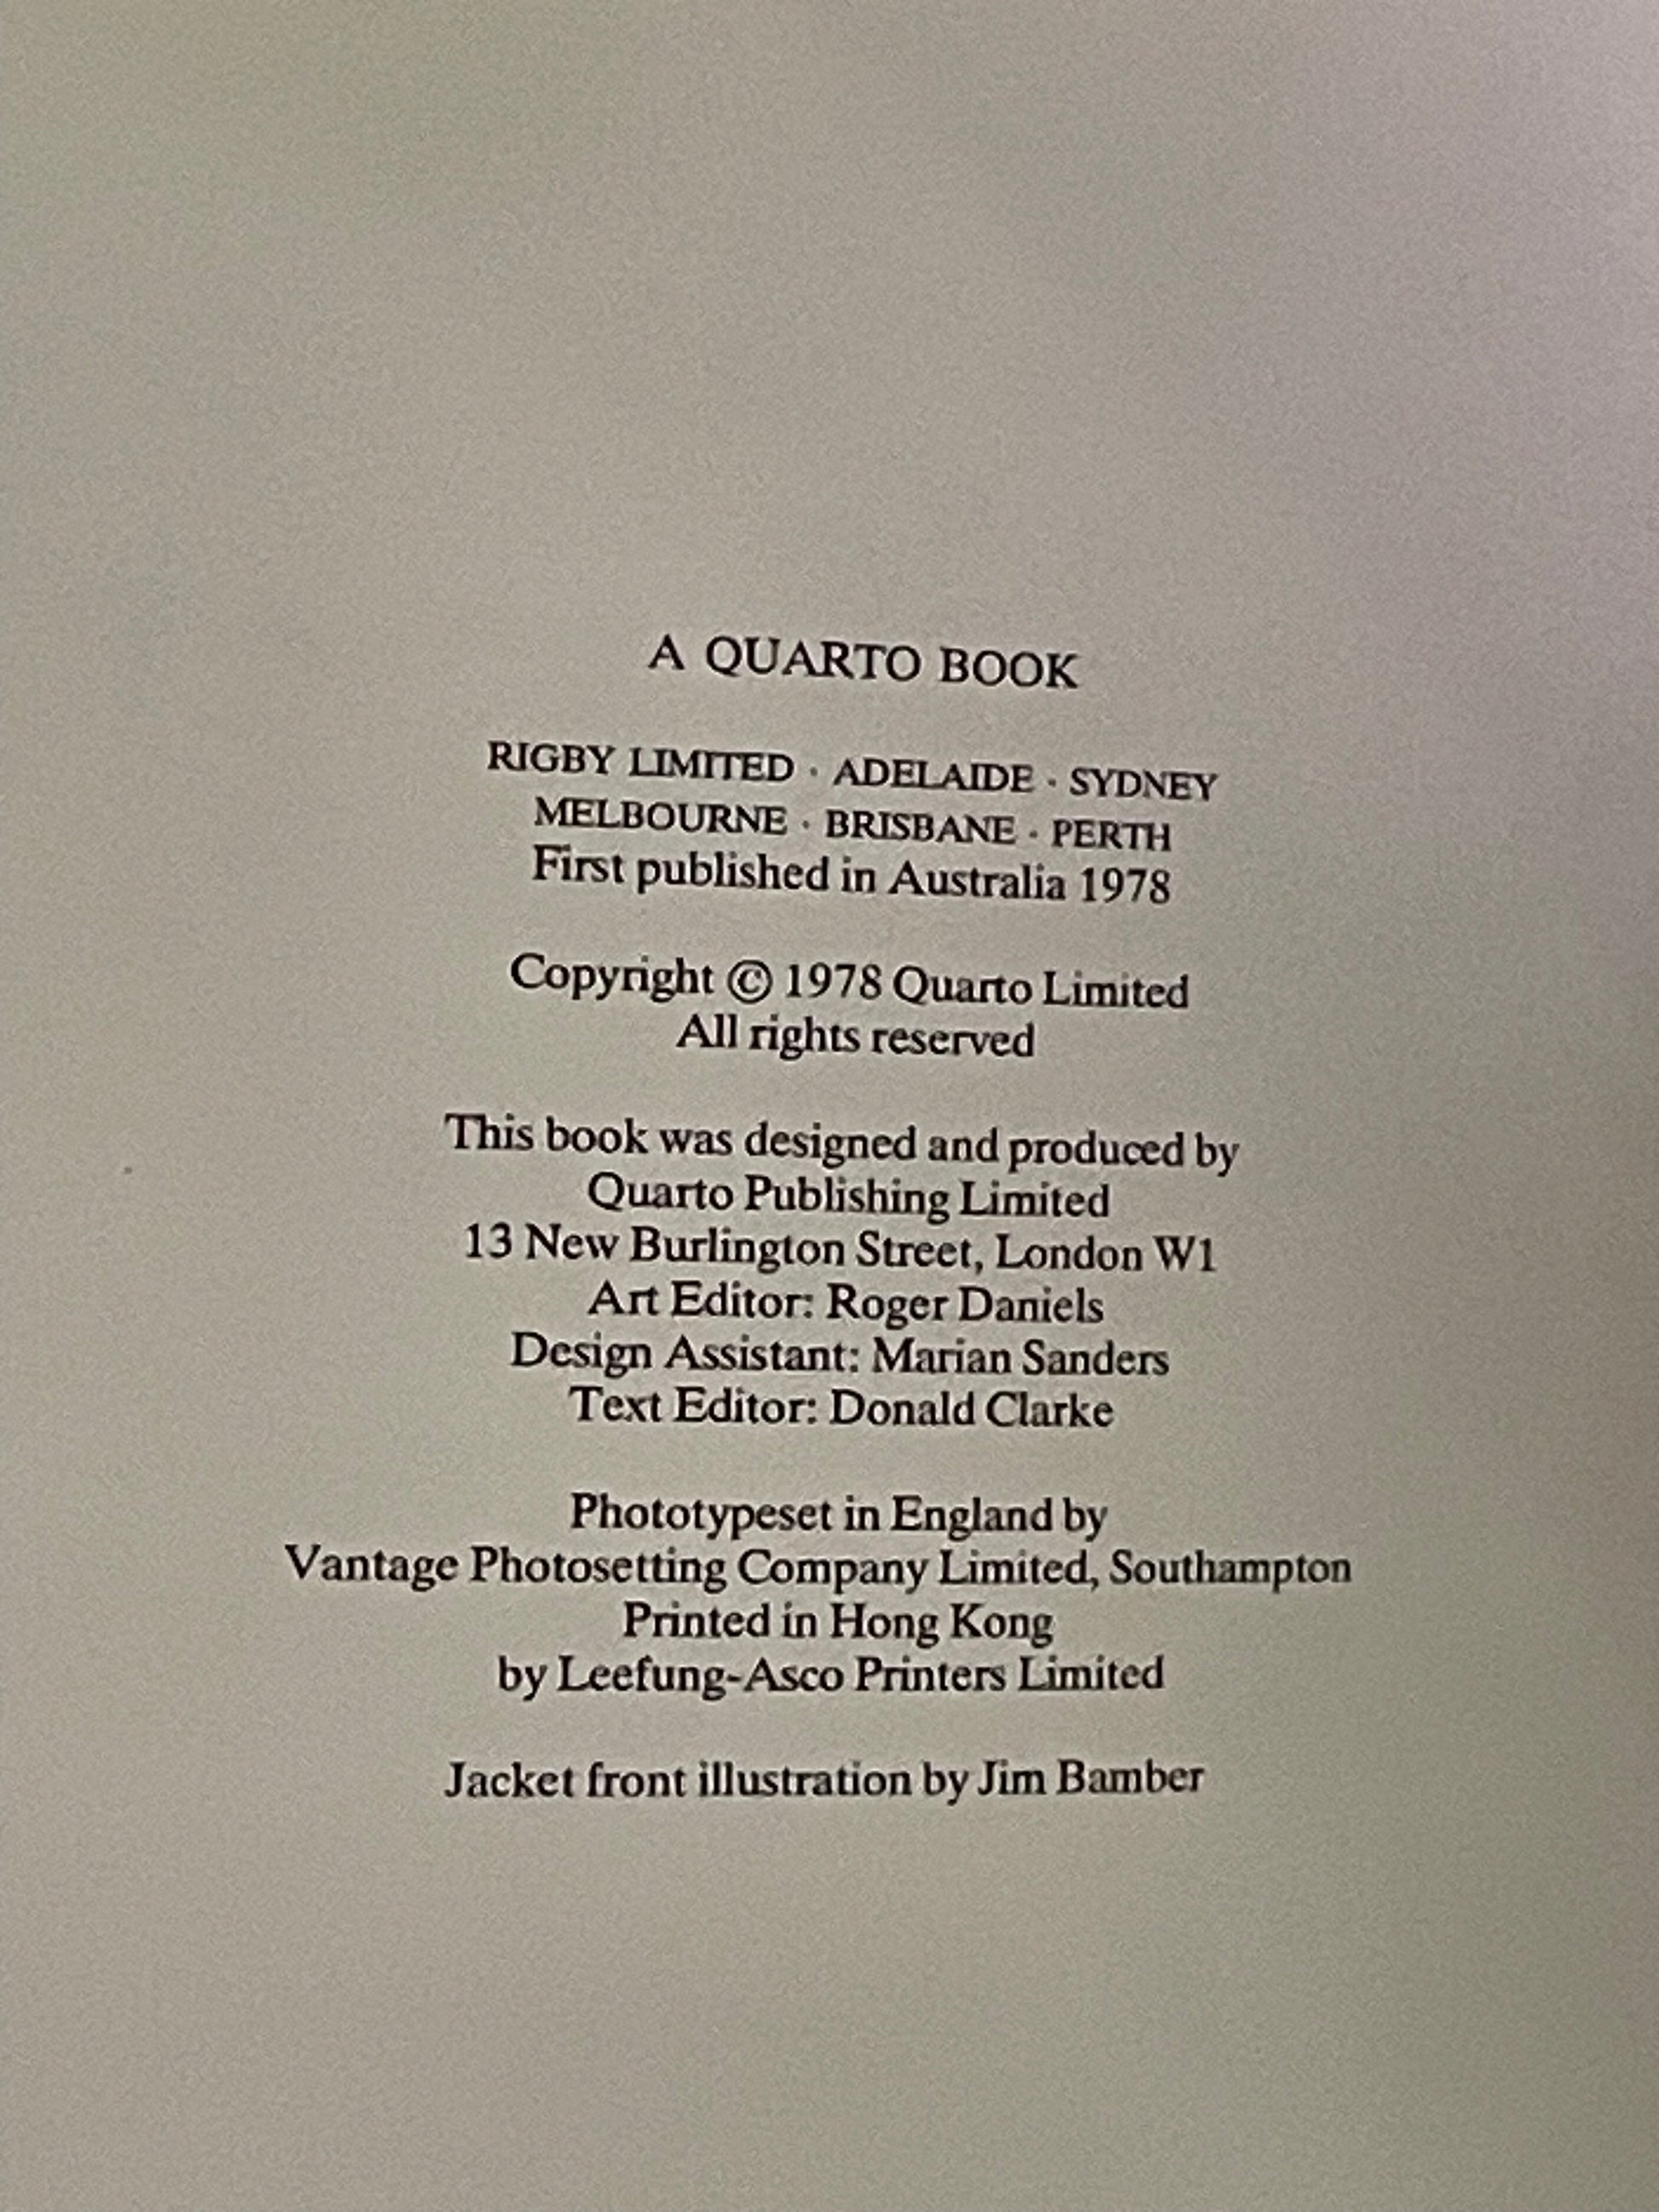 A QUARTO BOOK
RIGBY LIMITED · ADELAIDE · SYDNEY
MELBOURNE · BRISBANE · PERTH
First published in Australia 1978
Copyright © 1978 Quarto Limited
All rights reserved
This book was designed and produced by
Quarto Publishing Limited
13 New Burlington Street, London W1
Art Editor: Roger Daniels
Design Assistant: Marian Sanders
Text Editor: Donald Clarke
Phototypeset in England by
Vantage Photosetting Company Limited, Southampton
Printed in Hong Kong
by Leefung-Asco Printers Limited
Jacket front illustration by Jim Bamber